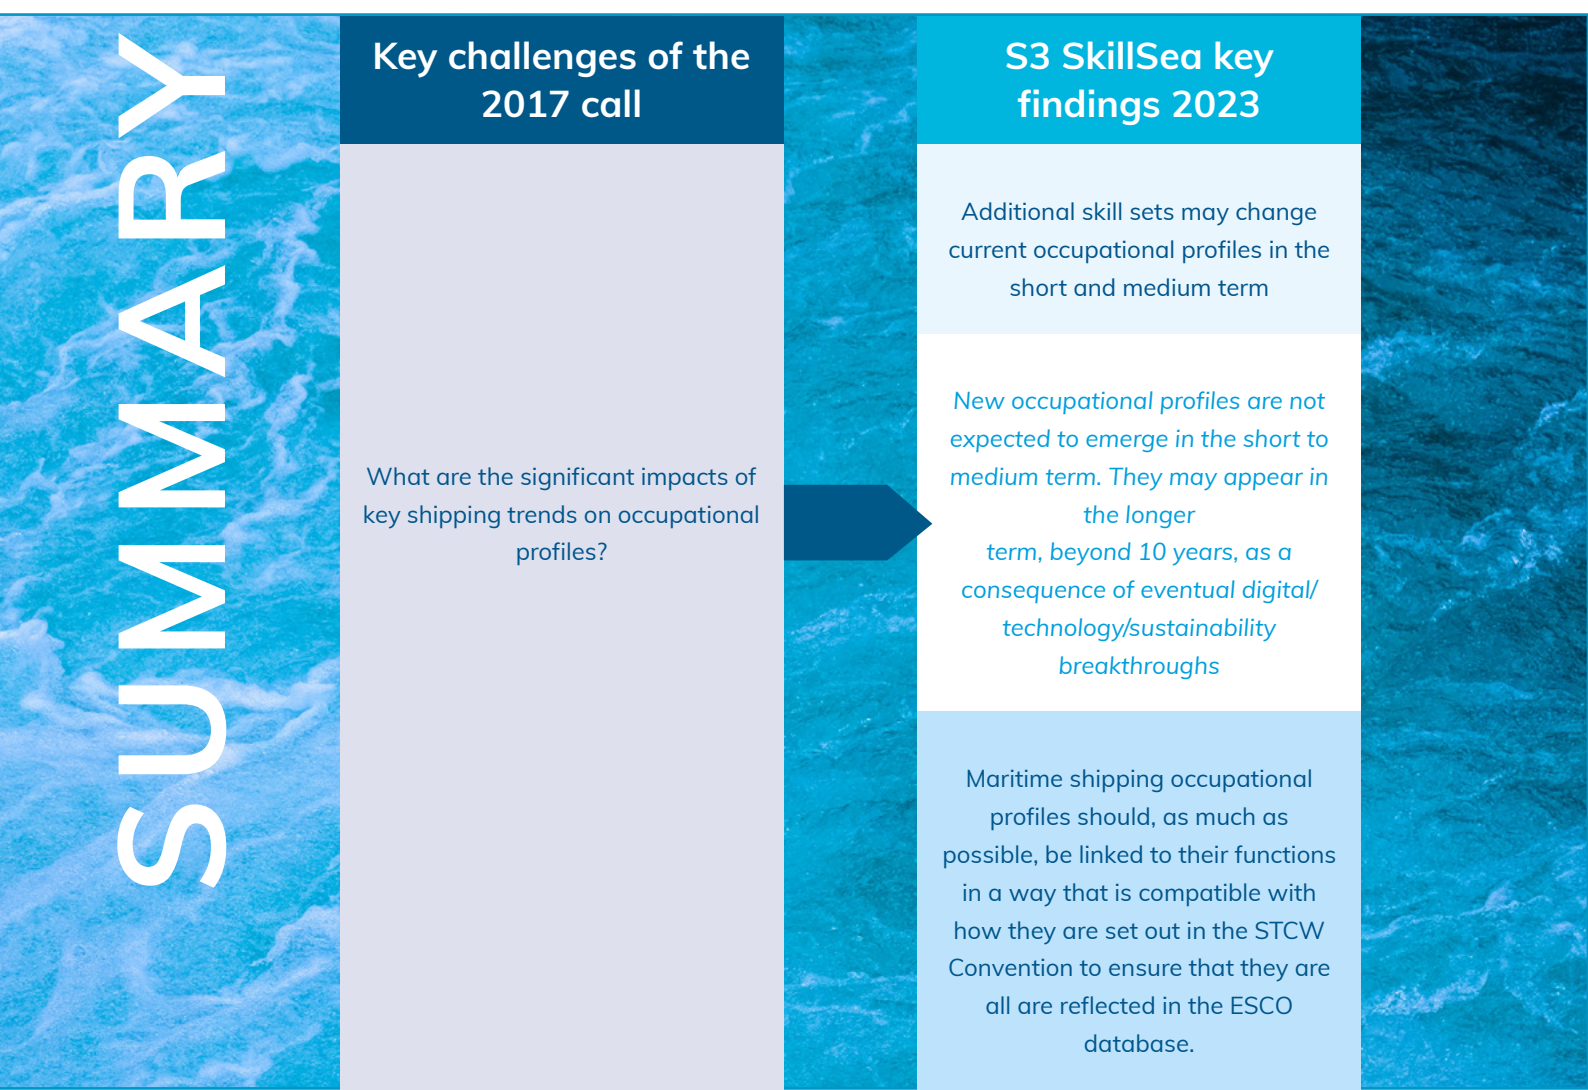 SUMMARY
Key challenges of the
2017 call
What are the significant impacts of
key shipping trends on occupational
profiles?
S3 SkillSea key
findings 2023
Additional skill sets may change
current occupational profiles in the
short and medium term
New occupational profiles are not
expected to emerge in the short to
medium term. They may appear in
the longer
term, beyond 10 years, as a
consequence of eventual digital/
technology/sustainability
breakthroughs
Maritime shipping occupational
profiles should, as much as
possible, be linked to their functions
in a way that is compatible with
how they are set out in the STCW
Convention to ensure that they are
all are reflected in the ESCO
database.